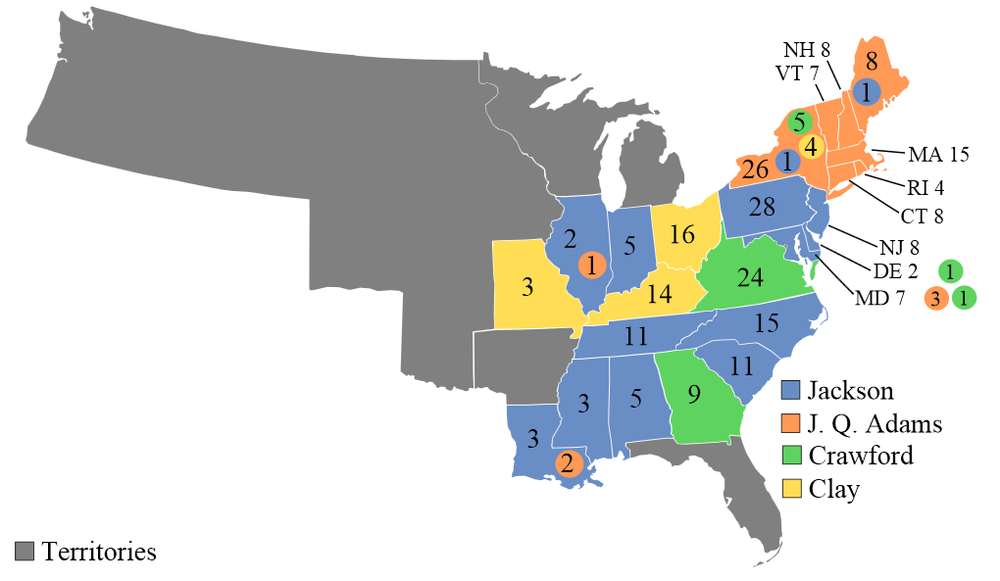 NH 8
VT 7
8
1
5
4
1
26
MA 15
RI 4
CT 8
28
NJ 8
DE 2
1
MD 7
3
1
2
1
5
16
3
14
24
11
15
11
3
3
5
9
2
Jackson
J. Q. Adams
Crawford
Clay
Territories